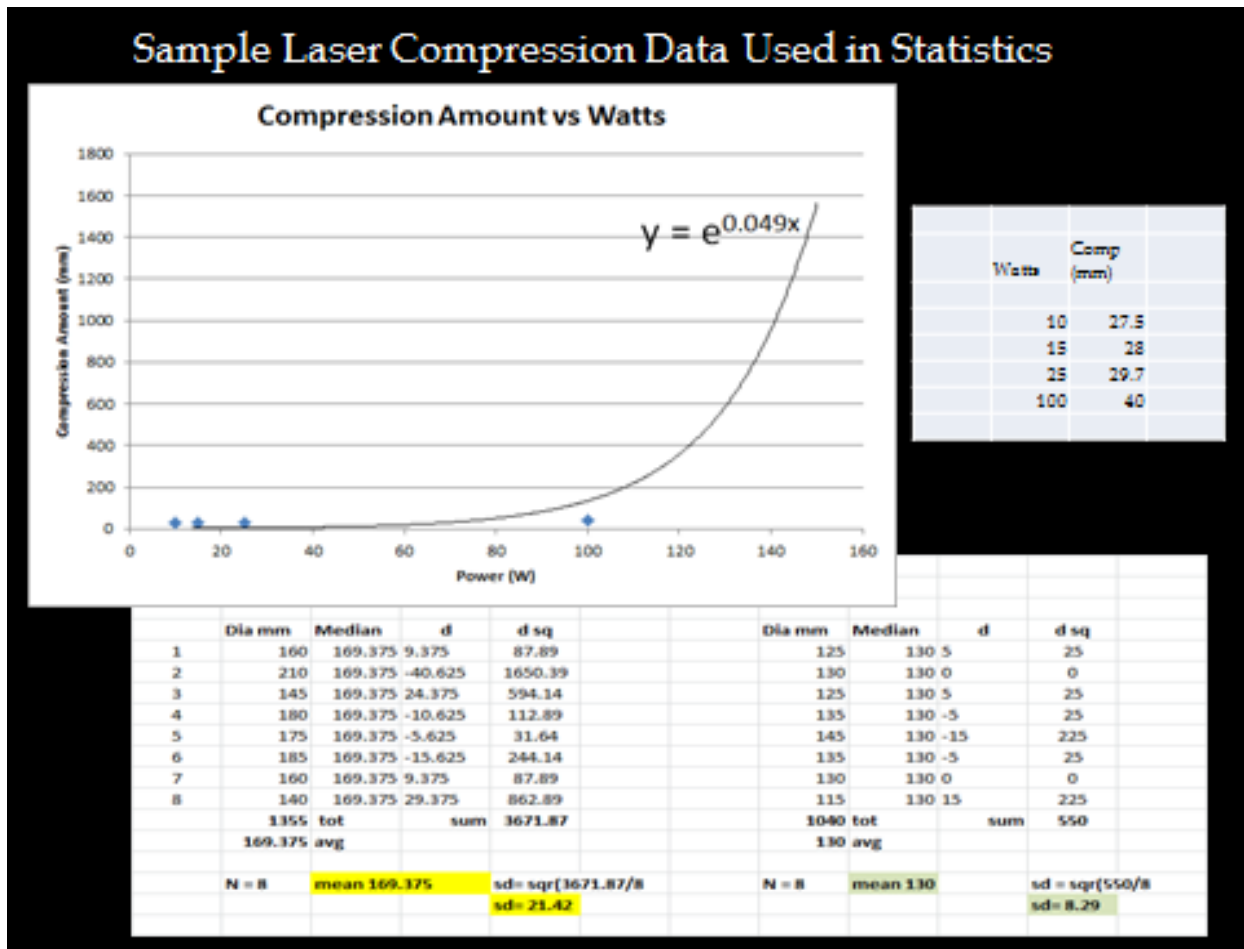 Sample Laser Compression Data Used in Statistics
Compression Amount vs Watts
1800
1600
1400
1200
1000
800
600
400
200
0
y = e^0.049x
Compression Amount (mm)
0 20 40 60 80 100 120 140 160
Power (W)
Watts Comp (mm)
10 27.5
15 28
25 29.7
100 40
Dia mm Median d d sq Dia mm Median d d sq
1 160 169.375 9.375 87.89 125 130 5 25
2 210 169.375 -40.625 1650.39 130 130 0 0
3 145 169.375 24.375 594.14 125 130 5 25
4 180 169.375 -10.625 112.89 135 130 -5 25
5 175 169.375 -5.625 31.64 145 130 -15 225
6 185 169.375 -15.625 244.14 135 130 -5 25
7 160 169.375 9.375 87.89 130 130 0 0
8 140 169.375 29.375 862.89 115 130 15 225
1355 tot sum 3671.87 1040 tot sum 550
169.375 avg 130 avg
N = 8 mean 169.375 sd= sqr(3671.87/8 N = 8 mean 130 sd = sqr(550/8
sd= 21.42 sd= 8.29